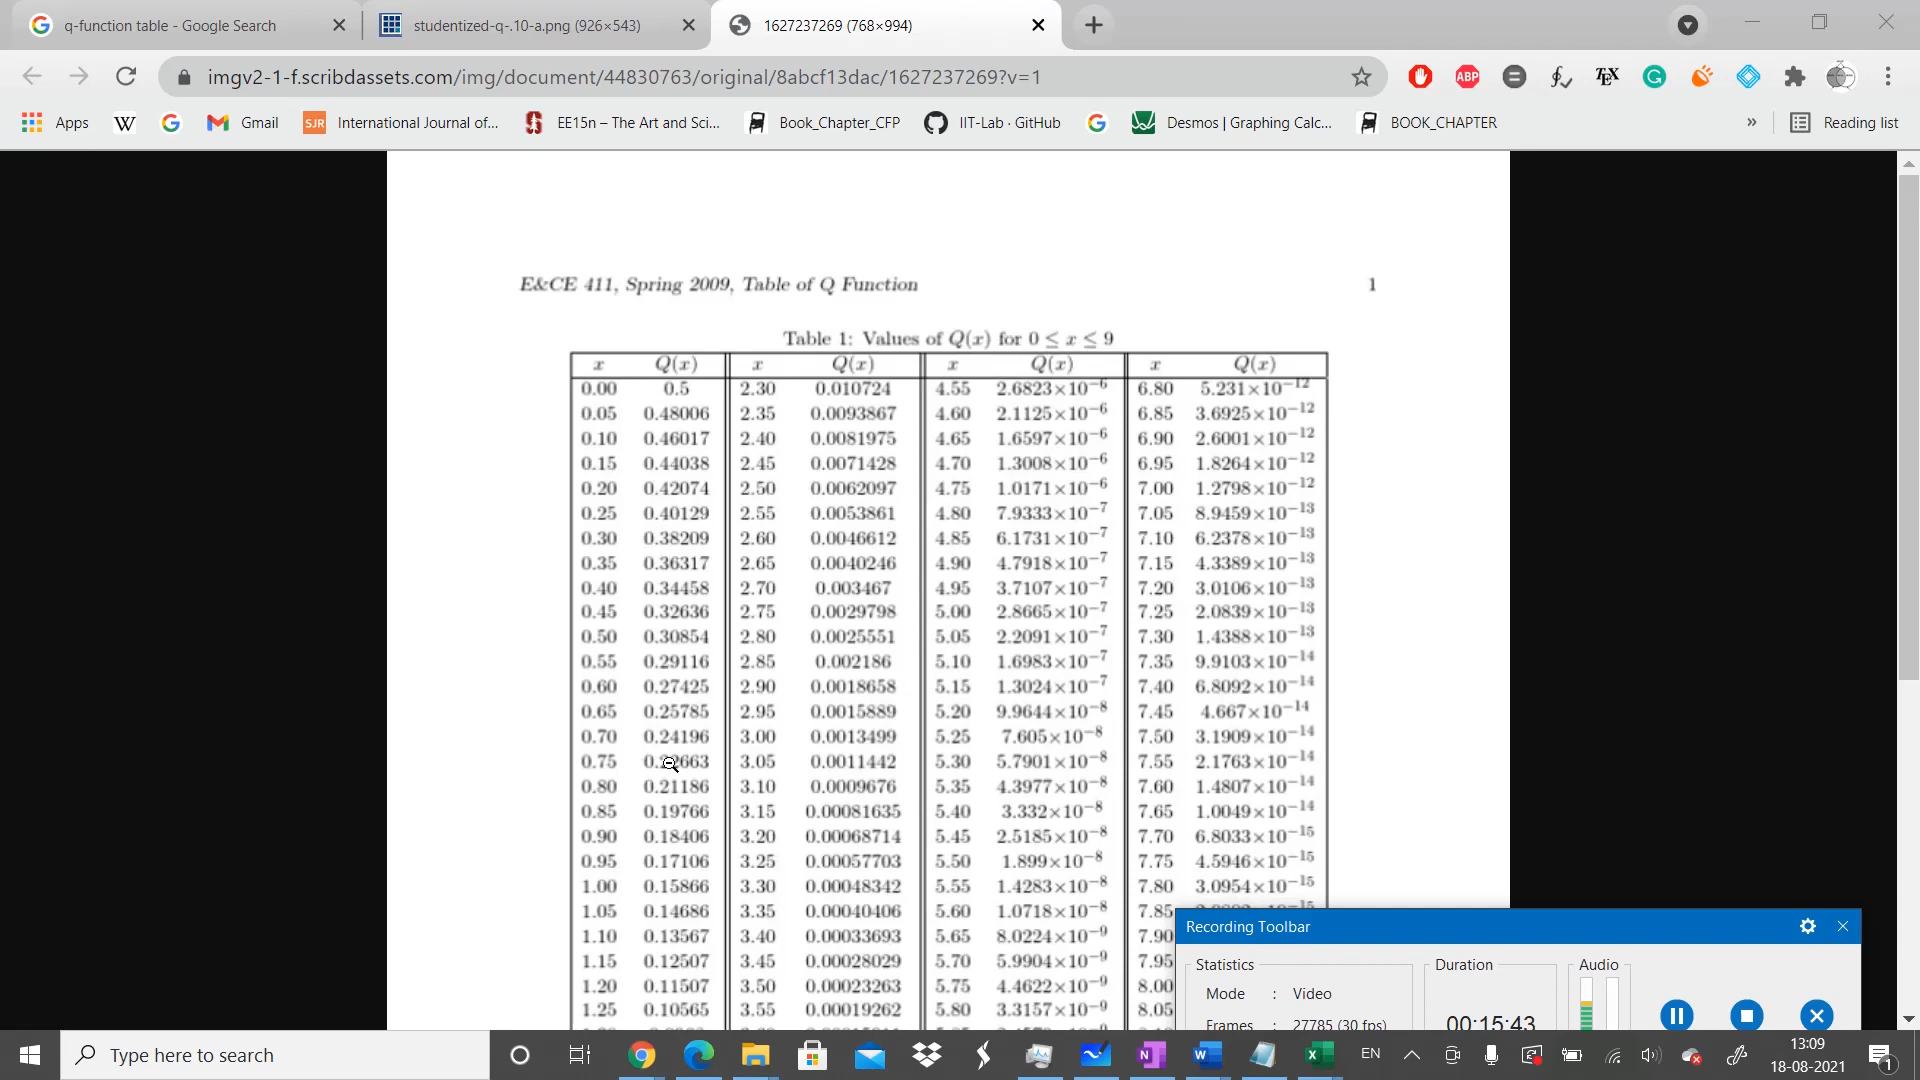 q-function table - Google Search
studentized-q-.10-a.png (926×543)
1627237269 (768×994)
imgv2-1-f.scribdassets.com/img/document/44830763/original/8abcf13dac/1627237269?v=1
ABP
TEX
Apps
W
Gmail
SJR International Journal of...
EE15n – The Art and Sci...
Book_Chapter_CFP
IIT-Lab · GitHub
Desmos | Graphing Calc...
BOOK_CHAPTER
»
Reading list
E&CE 411, Spring 2009, Table of Q Function 1
Table 1: Values of Q(x) for 0 ≤ x ≤ 9
x Q(x) x Q(x) x Q(x) x Q(x)
0.00 0.5 2.30 0.010724 4.55 2.6823×10⁻⁶ 6.80 5.231×10⁻¹²
0.05 0.48006 2.35 0.0093867 4.60 2.1125×10⁻⁶ 6.85 3.6925×10⁻¹²
0.10 0.46017 2.40 0.0081975 4.65 1.6597×10⁻⁶ 6.90 2.6001×10⁻¹²
0.15 0.44038 2.45 0.0071428 4.70 1.3008×10⁻⁶ 6.95 1.8264×10⁻¹²
0.20 0.42074 2.50 0.0062097 4.75 1.0171×10⁻⁶ 7.00 1.2798×10⁻¹²
0.25 0.40129 2.55 0.0053861 4.80 7.9333×10⁻⁷ 7.05 8.9459×10⁻¹³
0.30 0.38209 2.60 0.0046612 4.85 6.1731×10⁻⁷ 7.10 6.2378×10⁻¹³
0.35 0.36317 2.65 0.0040246 4.90 4.7918×10⁻⁷ 7.15 4.3389×10⁻¹³
0.40 0.34458 2.70 0.003467 4.95 3.7107×10⁻⁷ 7.20 3.0106×10⁻¹³
0.45 0.32636 2.75 0.0029798 5.00 2.8665×10⁻⁷ 7.25 2.0839×10⁻¹³
0.50 0.30854 2.80 0.0025551 5.05 2.2091×10⁻⁷ 7.30 1.4388×10⁻¹³
0.55 0.29116 2.85 0.002186 5.10 1.6983×10⁻⁷ 7.35 9.9103×10⁻¹⁴
0.60 0.27425 2.90 0.0018658 5.15 1.3024×10⁻⁷ 7.40 6.8092×10⁻¹⁴
0.65 0.25785 2.95 0.0015889 5.20 9.9644×10⁻⁸ 7.45 4.667×10⁻¹⁴
0.70 0.24196 3.00 0.0013499 5.25 7.605×10⁻⁸ 7.50 3.1909×10⁻¹⁴
0.75 3.05 0.0011442 5.30 5.7901×10⁻⁸ 7.55 2.1763×10⁻¹⁴
0.80 0.21186 3.10 0.0009676 5.35 4.3977×10⁻⁸ 7.60 1.4807×10⁻¹⁴
0.85 0.19766 3.15 0.00081635 5.40 3.332×10⁻⁸ 7.65 1.0049×10⁻¹⁴
0.90 0.18406 3.20 0.00068714 5.45 2.5185×10⁻⁸ 7.70 6.8033×10⁻¹⁵
0.95 0.17106 3.25 0.00057703 5.50 1.899×10⁻⁸ 7.75 4.5946×10⁻¹⁵
1.00 0.15866 3.30 0.00048342 5.55 1.4283×10⁻⁸ 7.80 3.0954×10⁻¹⁵
1.05 0.14686 3.35 0.00040406 5.60 1.0718×10⁻⁸ 7.85
1.10 0.13567 3.40 0.00033693 5.65 8.0224×10⁻⁹ 7.90
1.15 0.12507 3.45 0.00028029 5.70 5.9904×10⁻⁹ 7.95
1.20 0.11507 3.50 0.00023263 5.75 4.4622×10⁻⁹ 8.00
1.25 0.10565 3.55 0.00019262 5.80 3.3157×10⁻⁹ 8.05
Recording Toolbar
Statistics
Mode : Video
Frames : 27785 (30 fps)
Duration
00:15:43
Audio
Type here to search
EN
13:09
18-08-2021
1